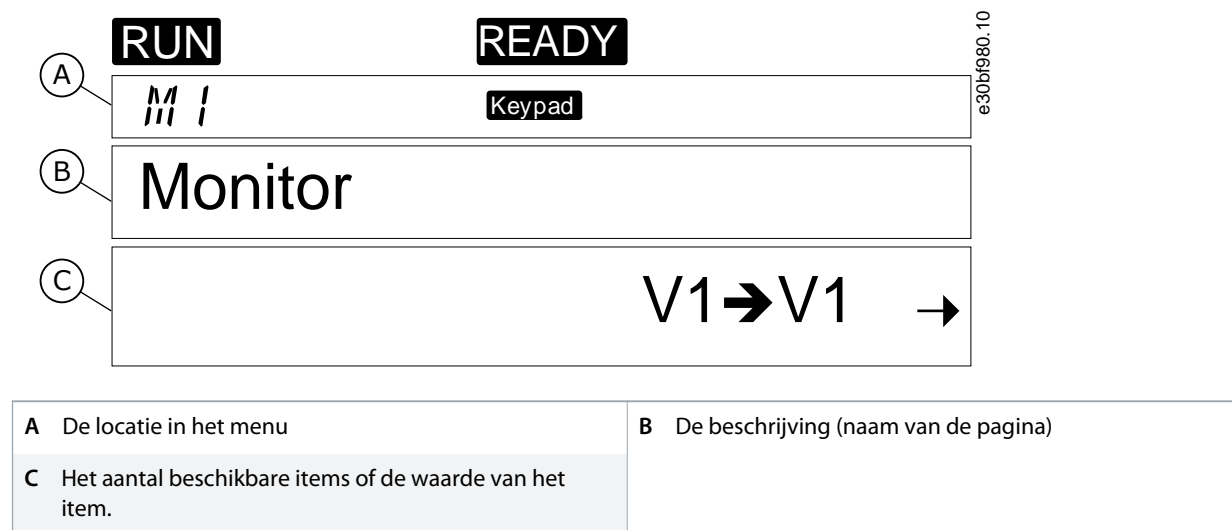 RUN READY
A M1 Keypad
B Monitor
C V1➔V1 →
e30bf980.10
A De locatie in het menu
B De beschrijving (naam van de pagina)
C Het aantal beschikbare items of de waarde van het
item.